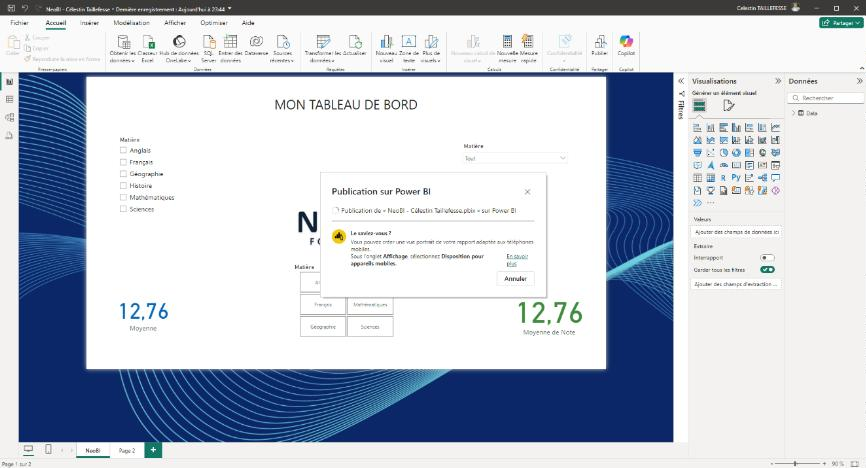 NeoBI - Célestin Taillefesse • Dernière enregistrement : Aujourd'hui à 23:44
Célestin TAILLEFESSE
Fichier Accueil Insérer Modélisation Afficher Optimiser Aide
Partager
Coller
Couper
Copier
Reproduire la mise en forme
Obtenir les données
Classeur Excel
Hub de données OneLake
SQL Server
Entrer des données
Dataverse
Sources récentes
Transformer les données
Actualiser
Nouveau visuel
Zone de texte
Plus de visuels
Nouveau calcul de
Nouvelle mesure
Mesure rapide
Confidentialité
Publier
Copilot
Presse-papiers
Données
Requêtes
Insérer
Calculs
Confidentialité
Partager
Copilot
MON TABLEAU DE BORD
Matière
Anglais
Français
Géographie
Histoire
Mathématiques
Sciences
Matière
Tout
Publication sur Power BI
Publication de « NeoBI - Célestin Taillefesse.pbix » sur Power BI
Le saviez-vous ?
Vous pouvez créer une vue portrait de votre rapport adaptée aux téléphones
mobiles.
Sous l'onglet Affichage, sélectionnez Disposition pour
appareils mobiles.
En savoir
plus
Annuler
N
F
Matière
Français
Mathématiques
Géographie
Sciences
12,76
Moyenne
12,76
Moyenne de Note
Filtres
Visualisations
Générer un élément visuel
Valeurs
Ajouter des champs de données ici
Extraire
Interrapport
Garder tous les filtres
Ajouter des champs d'extraction ...
Données
Rechercher
Data
NeoBI
Page 2
Page 1 sur 2
90 %